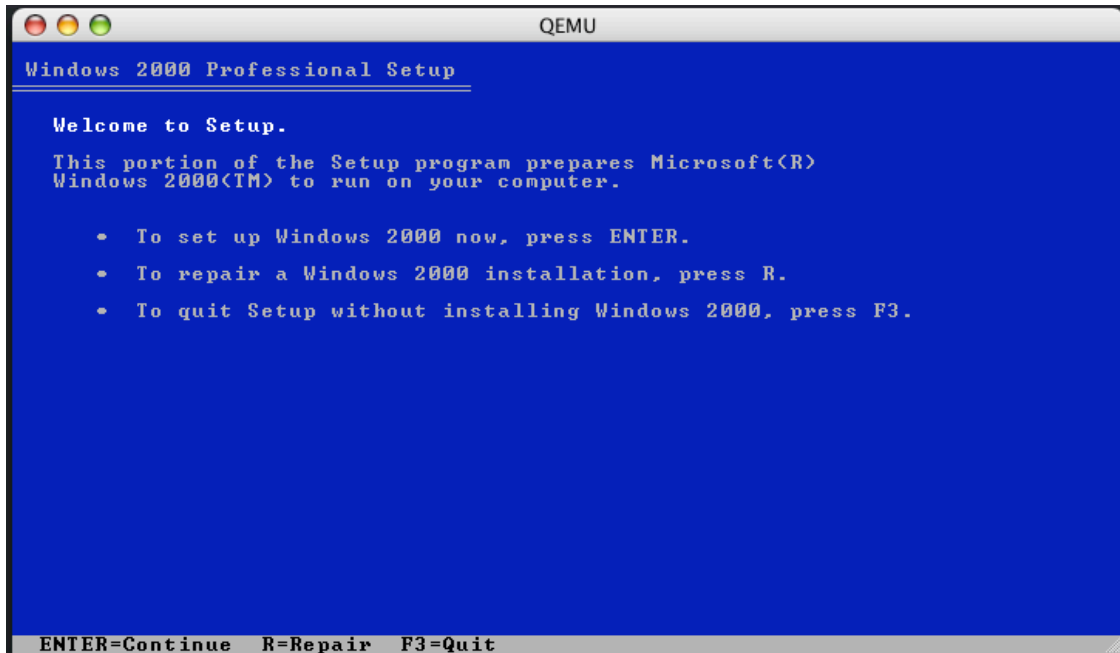 QEMU
Windows 2000 Professional Setup
Welcome to Setup.
This portion of the Setup program prepares Microsoft(R)
Windows 2000(TM) to run on your computer.
• To set up Windows 2000 now, press ENTER.
• To repair a Windows 2000 installation, press R.
• To quit Setup without installing Windows 2000, press F3.
ENTER=Continue R=Repair F3=Quit